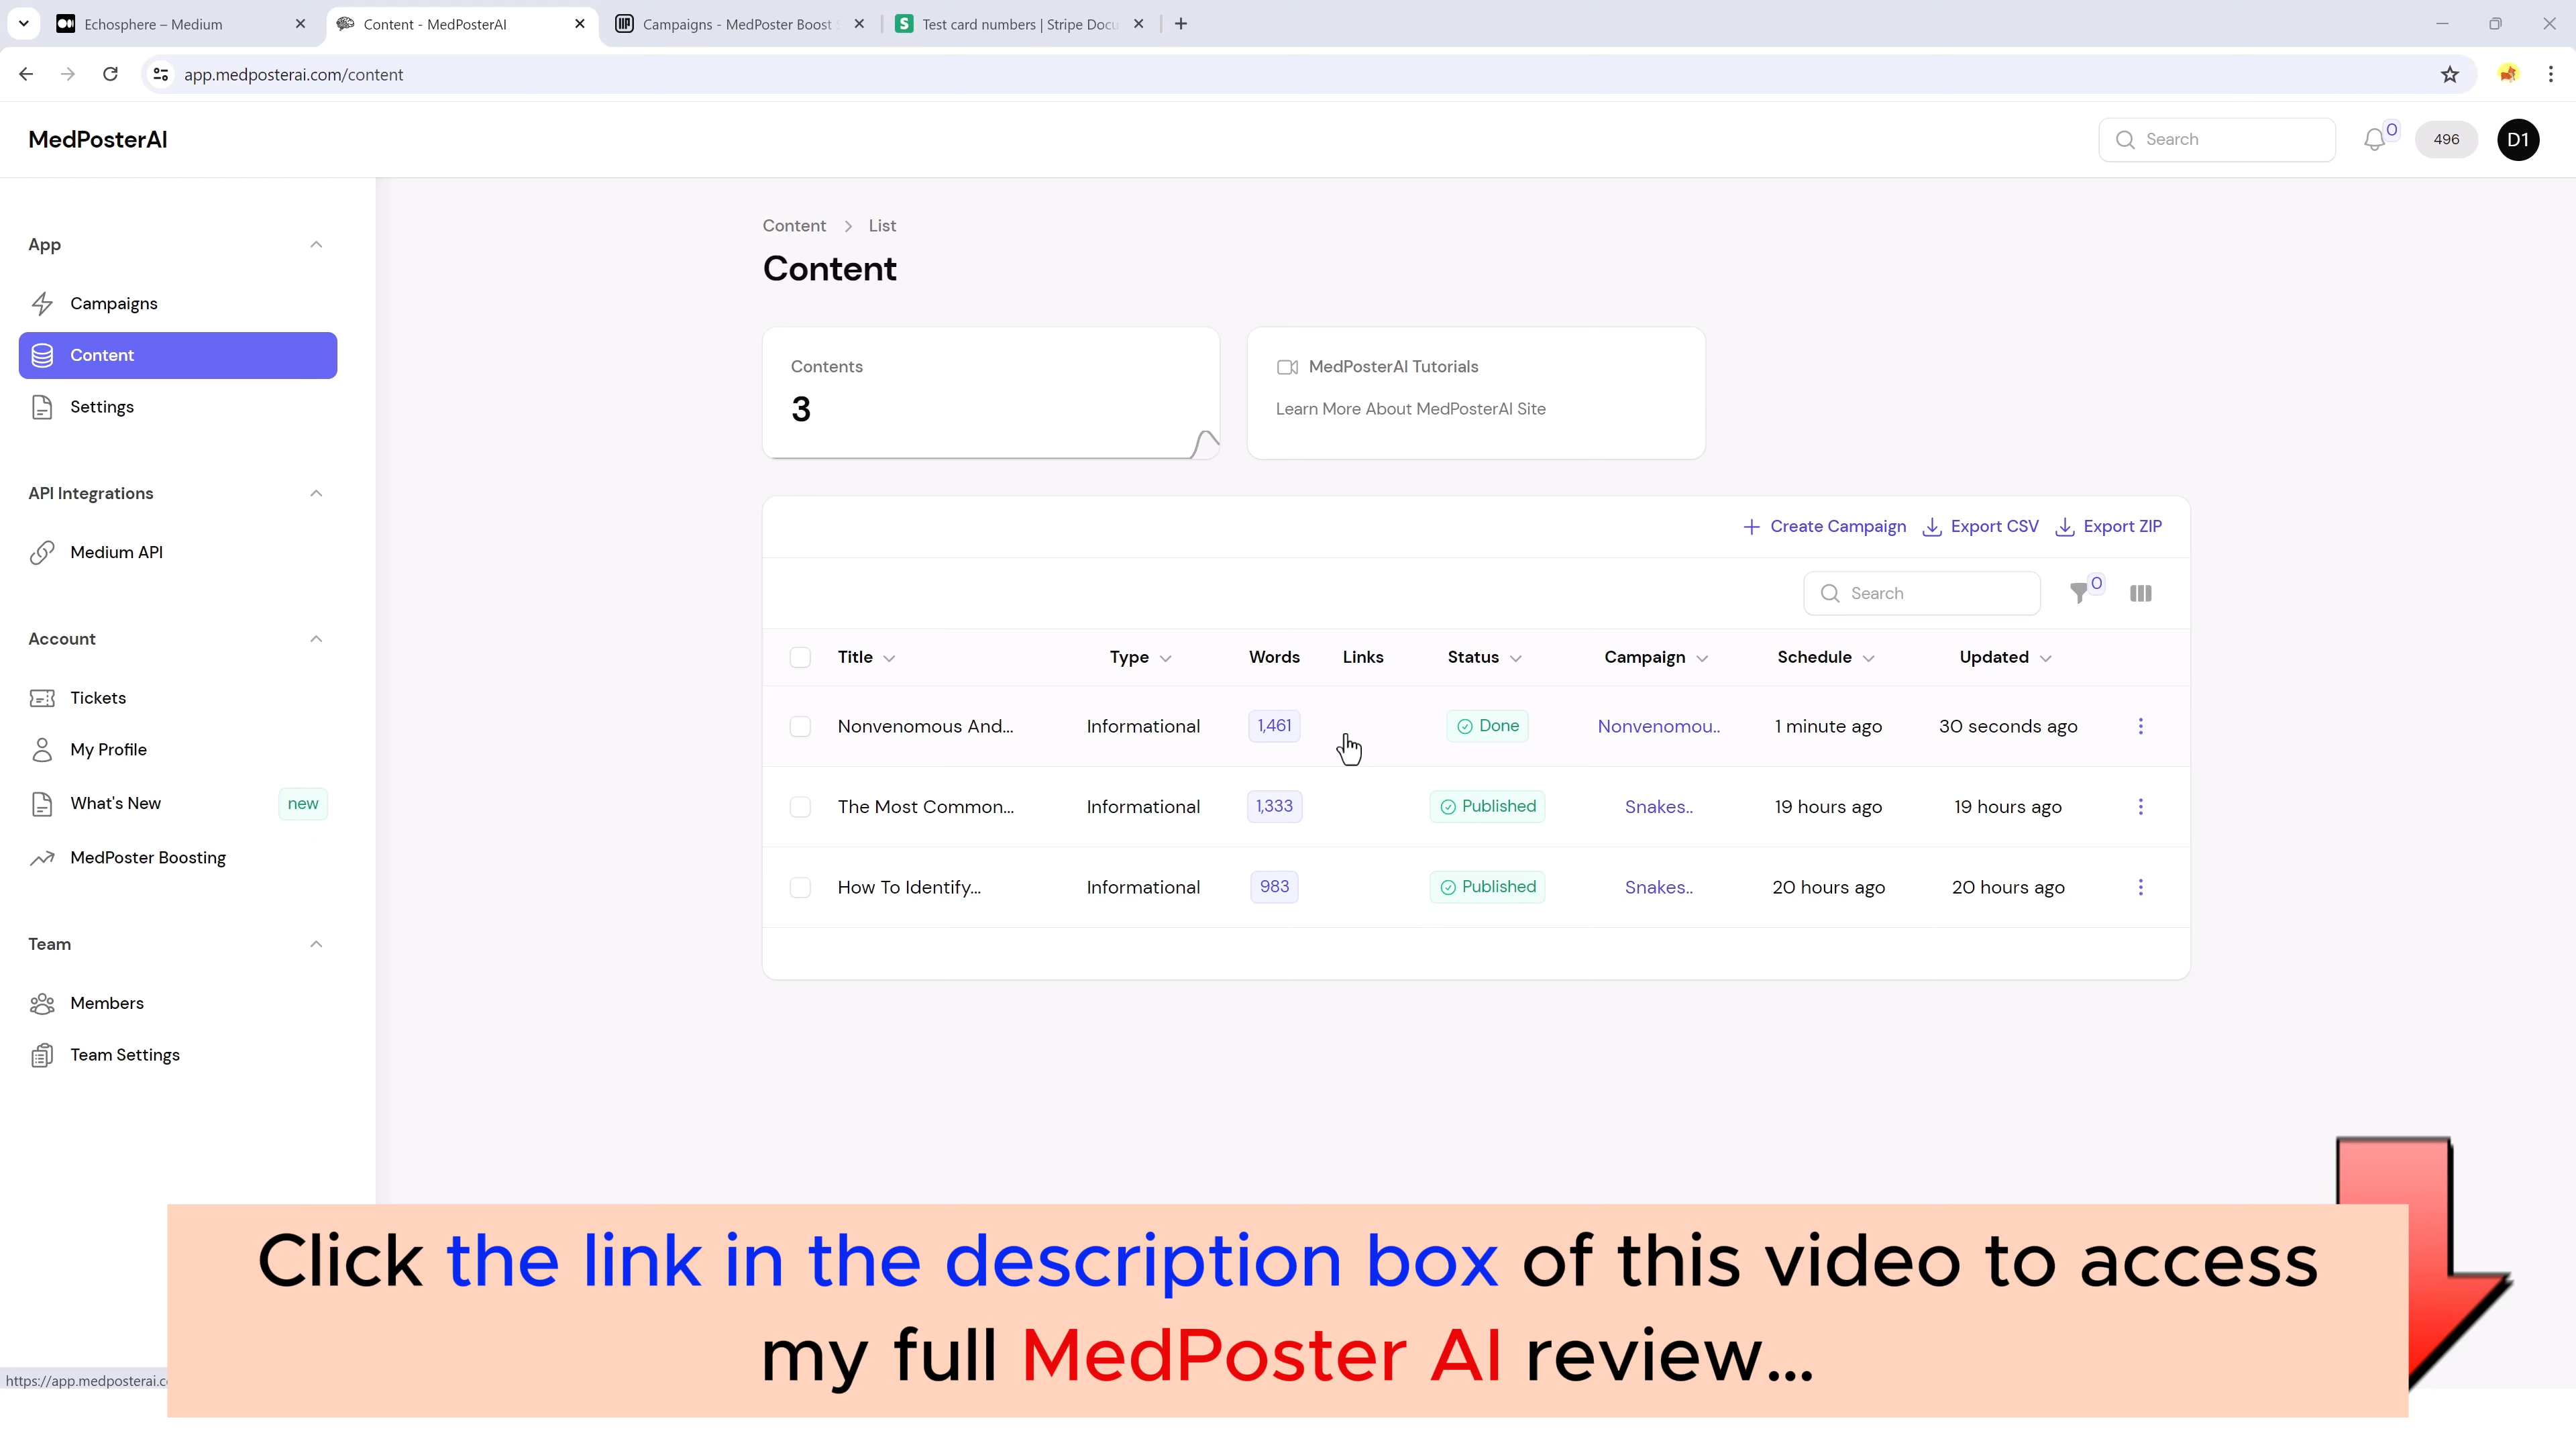 Echosphere – Medium
Content - MedPosterAI
Campaigns - MedPoster Boost
Test card numbers | Stripe Docu
app.medposterai.com/content
MedPosterAI
Search
0
496
D1
App
Campaigns
Content
Settings
API Integrations
Medium API
Account
Tickets
My Profile
What's New
new
MedPoster Boosting
Team
Members
Team Settings
Content > List
Content
Contents
3
MedPosterAI Tutorials
Learn More About MedPosterAI Site
Create Campaign Export CSV Export ZIP
Search
0
Title Type Words Links Status Campaign Schedule Updated
Nonvenomous And... Informational 1,461 Done Nonvenomou.. 1 minute ago 30 seconds ago
The Most Common... Informational 1,333 Published Snakes.. 19 hours ago 19 hours ago
How To Identify... Informational 983 Published Snakes.. 20 hours ago 20 hours ago
Click the link in the description box of this video to access
my full MedPoster AI review...
https://app.medposterai.c